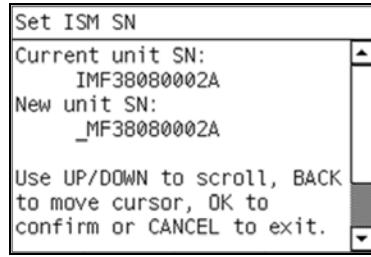 Set ISM SN
Current unit SN:
IMF38080002A
New unit SN:
_MF38080002A
Use UP/DOWN to scroll, BACK
to move cursor, OK to
confirm or CANCEL to exit.